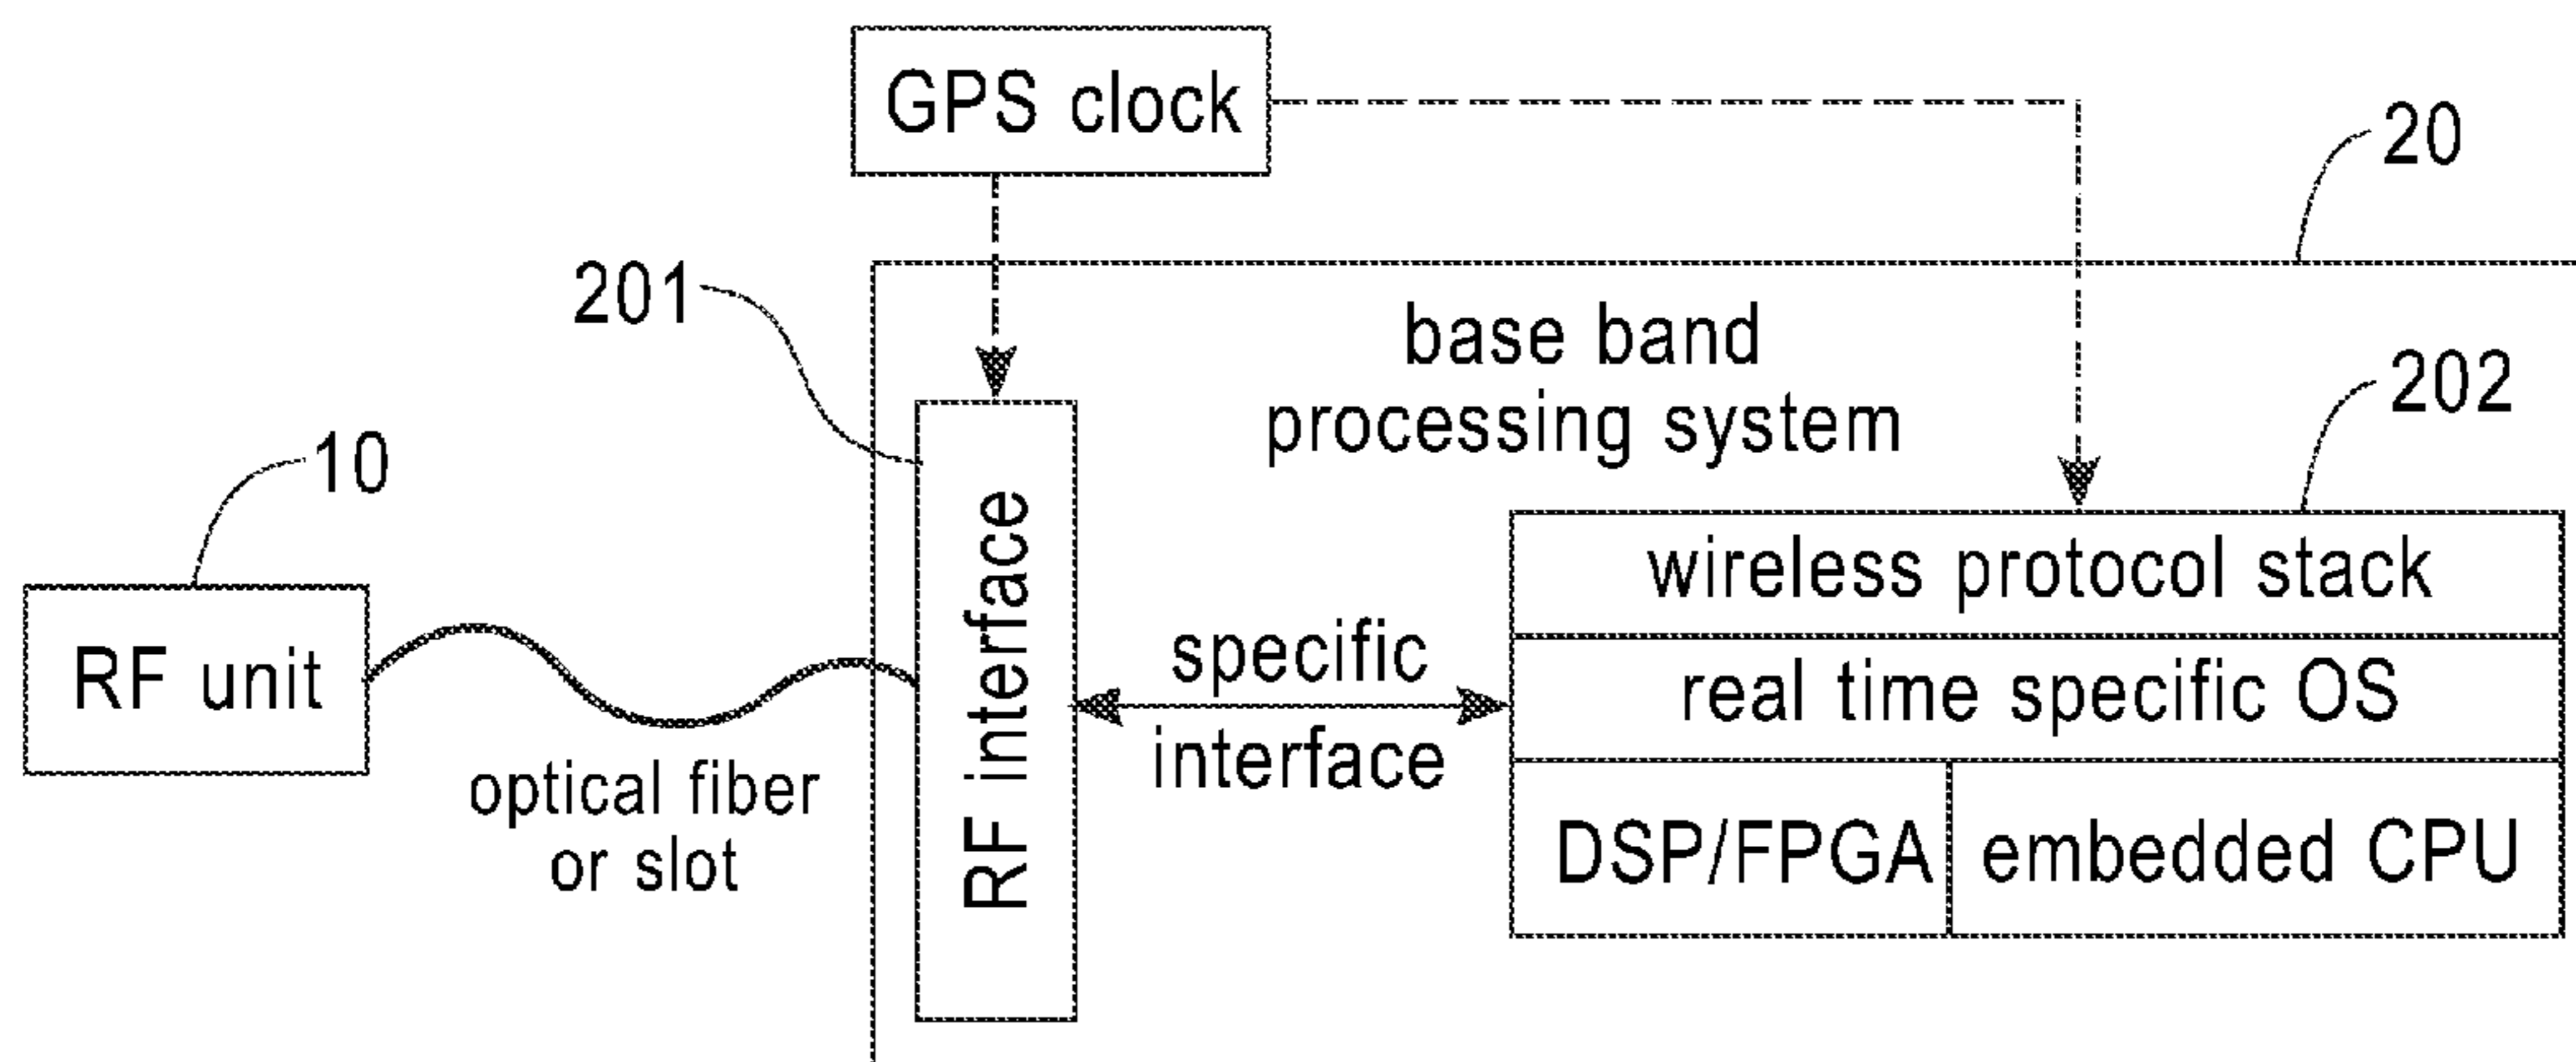 GPS clock
20
201
base band
processing system
202
10
RF unit
RF interface
wireless protocol stack
specific
interface
real time specific OS
optical fiber
or slot
DSP/FPGA
embedded CPU